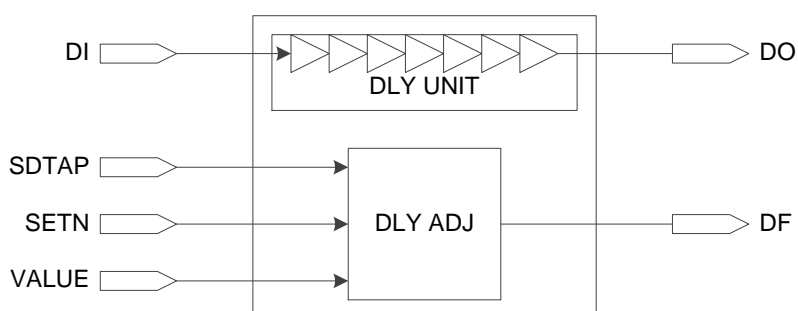 DI
DO
DLY UNIT
SDTAP
SETN
DLY ADJ
DF
VALUE